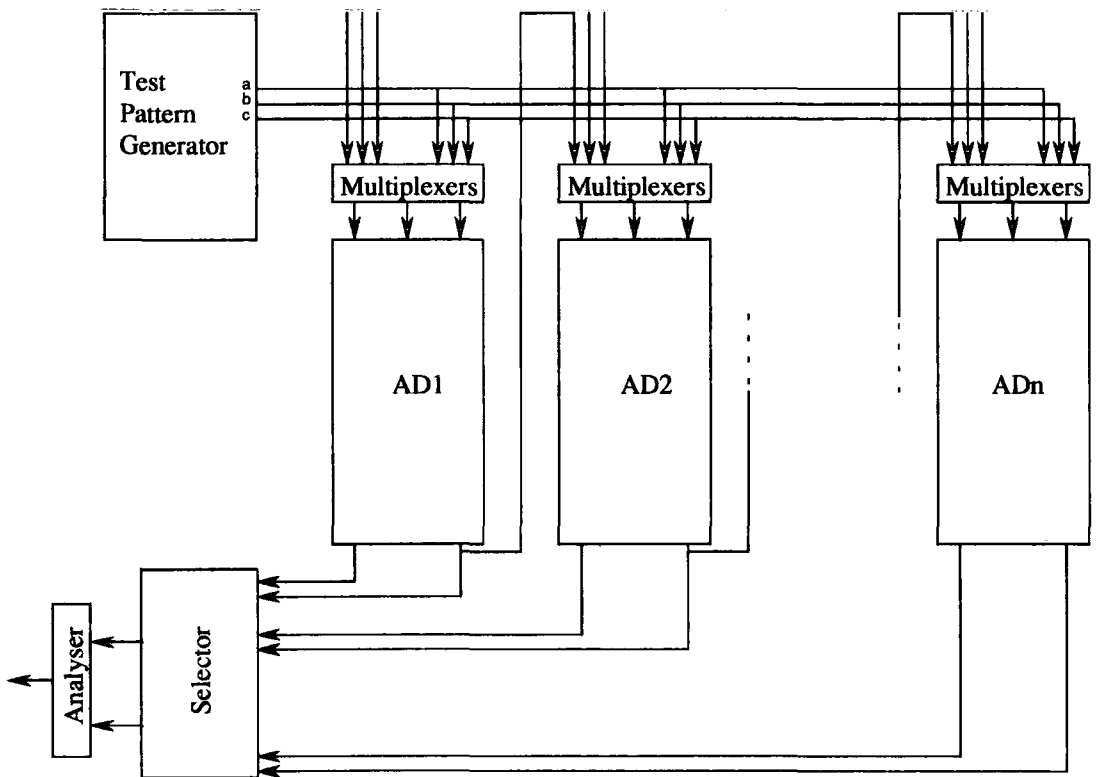 Test
Pattern
Generator
a
b
c
Multiplexers
Multiplexers
Multiplexers
AD1
AD2
ADn
Analyser
Selector